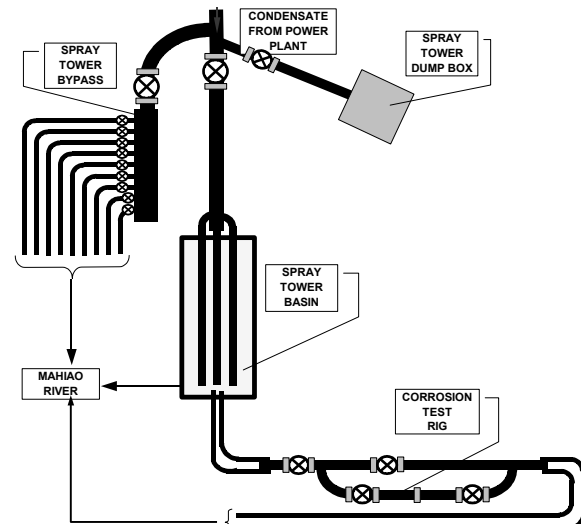 CONDENSATE
FROM POWER
PLANT
SPRAY
TOWER
BYPASS
SPRAY
TOWER
DUMP BOX
SPRAY
TOWER
BASIN
MAHIAO
RIVER
CORROSION
TEST
RIG